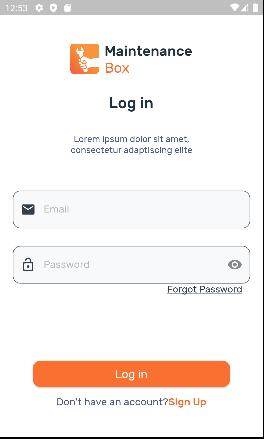 12:53
Maintenance
Box
Log in
Lorem ipsum dolor sit amet,
consectetur adaptiscing elite
Email
Password
Forgot Password
Log in
Don't have an account?Sign Up